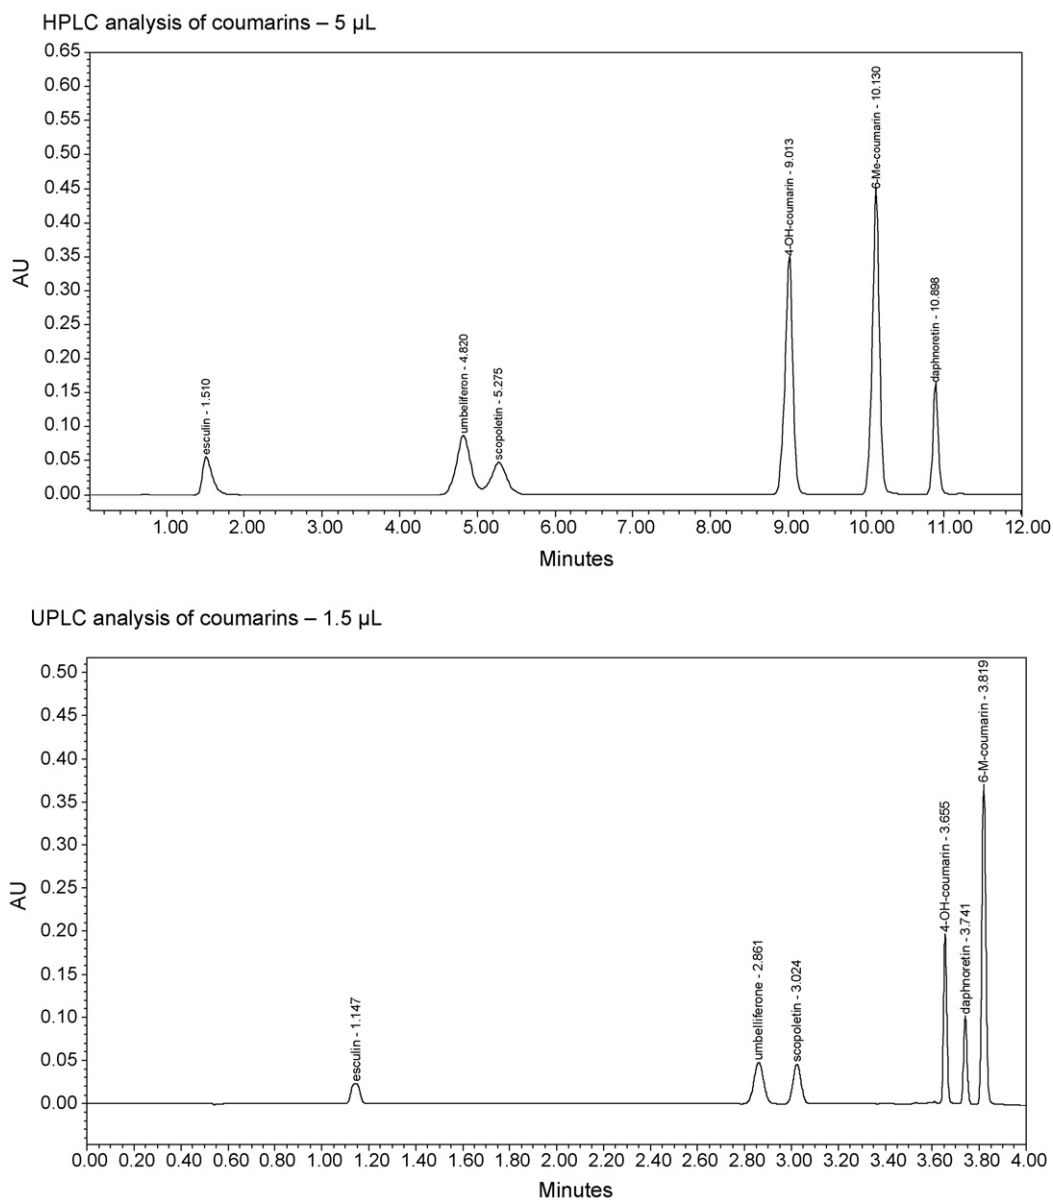 HPLC analysis of coumarins – 5 µL
0.65
0.60
0.55
0.50
0.45
0.40
0.35
0.30
0.25
0.20
0.15
0.10
0.05
0.00
AU
esculin - 1.510
umbeliferon - 4.820
scopoletin - 5.275
4-OH-coumarin - 9.013
6-Me-coumarin - 10.130
daphnoretin - 10.898
1.00 2.00 3.00 4.00 5.00 6.00 7.00 8.00 9.00 10.00 11.00 12.00
Minutes
UPLC analysis of coumarins – 1.5 µL
0.50
0.45
0.40
0.35
0.30
0.25
0.20
0.15
0.10
0.05
0.00
AU
esculin - 1.147
umbelliferone - 2.861
scopoletin - 3.024
4-OH-coumarin - 3.655
daphnoretin - 3.741
6-M-coumarin - 3.819
0.00 0.20 0.40 0.60 0.80 1.00 1.20 1.40 1.60 1.80 2.00 2.20 2.40 2.60 2.80 3.00 3.20 3.40 3.60 3.80 4.00
Minutes